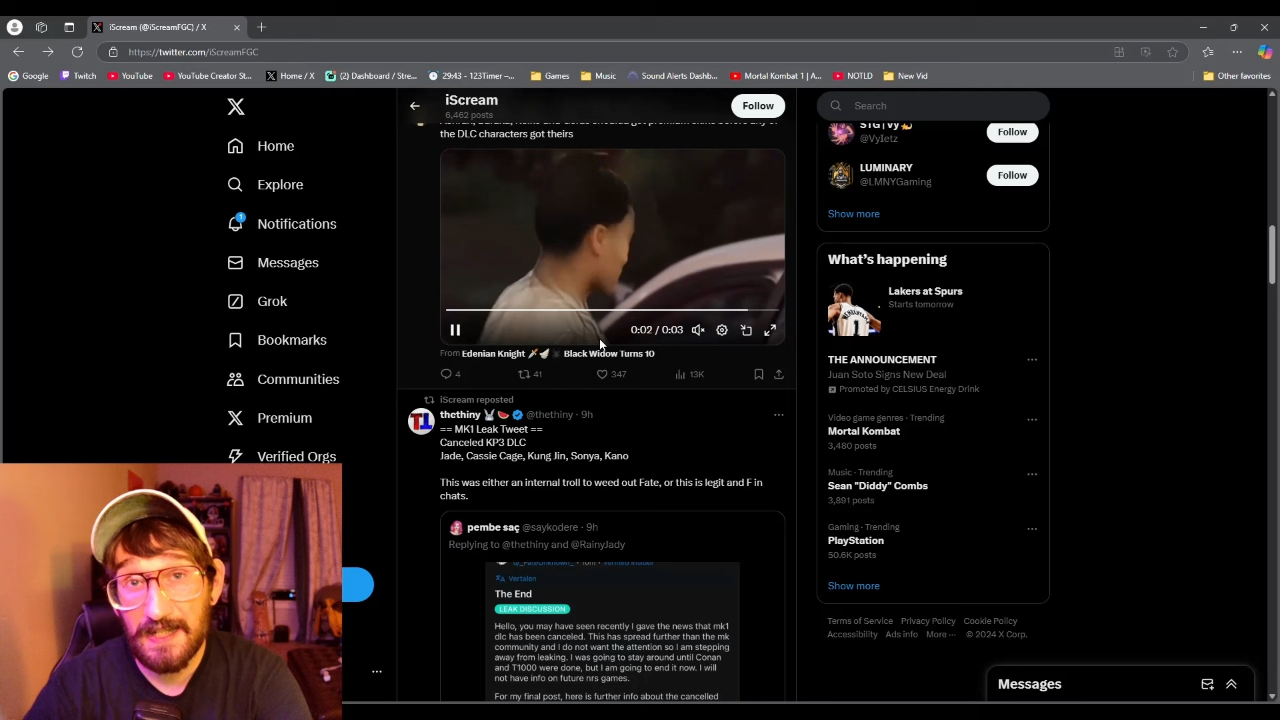 iScream (@iScreamFGC) / X
https://twitter.com/iScreamFGC
Google
Twitch
YouTube
YouTube Creator St...
Home / X
(2) Dashboard / Stre...
29:43 - 123Timer –...
Games
Music
Sound Alerts Dashb...
Mortal Kombat 1 | A...
NOTLD
New Vid
Other favorites
Home
Explore
1
Notifications
Messages
Grok
Bookmarks
Communities
Premium
Verified Orgs
iScream
6,462 posts
Follow
the DLC characters got theirs
0:02 / 0:03
From Edenian Knight Black Widow Turns 10
4
41
347
13K
iScream reposted
thethiny @thethiny · 9h
== MK1 Leak Tweet ==
Canceled KP3 DLC
Jade, Cassie Cage, Kung Jin, Sonya, Kano
This was either an internal troll to weed out Fate, or this is legit and F in
chats.
pembe saç @saykodere · 9h
Replying to @thethiny and @RainyJady
Vertalen
The End
LEAK DISCUSSION
Hello, you may have seen recently I gave the news that mk1
dlc has been canceled. This has spread further than the mk
community and I do not want the attention so I am stepping
away from leaking. I was going to stay around until Conan
and T1000 were done, but I am going to end it now. I will
not have info on future nrs games.
For my final post, here is further info about the cancelled
Search
STG | Vy
@VyIetz
Follow
LUMINARY
@LMNYGaming
Follow
Show more
What's happening
Lakers at Spurs
Starts tomorrow
THE ANNOUNCEMENT
Juan Soto Signs New Deal
Promoted by CELSIUS Energy Drink
Video game genres · Trending
Mortal Kombat
3,480 posts
Music · Trending
Sean "Diddy" Combs
3,891 posts
Gaming · Trending
PlayStation
50.6K posts
Show more
Terms of Service Privacy Policy Cookie Policy
Accessibility Ads info More ··· © 2024 X Corp.
Messages